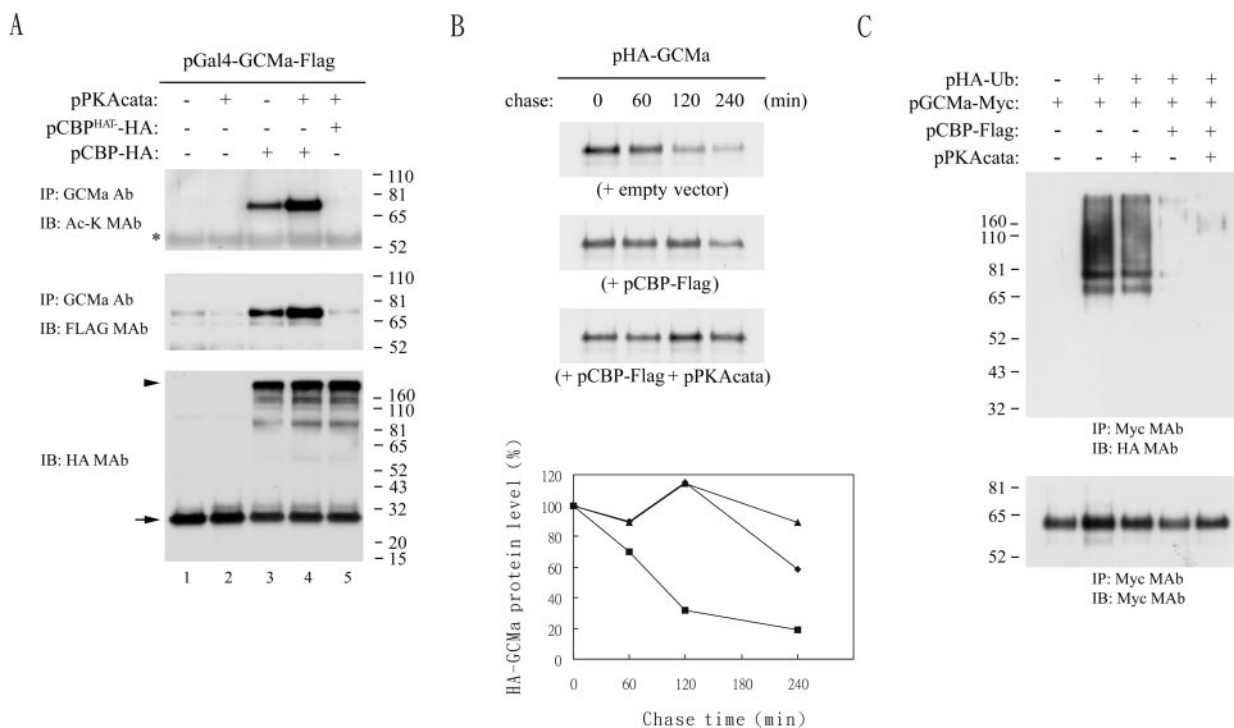 A
pGal4-GCMa-Flag
pPKAcata: - + - + +
pCBPHAT--HA: - - - - +
pCBP-HA: - - + + -
IP: GCMa Ab
IB: Ac-K MAb
*
- 110
- 81
- 65
- 52
IP: GCMa Ab
IB: FLAG MAb
- 110
- 81
- 65
- 52
IB: HA MAb
- 160
- 110
- 81
- 65
- 52
- 43
- 32
- 20
- 15
1 2 3 4 5
B
pHA-GCMa
chase: 0 60 120 240 (min)
(+ empty vector)
(+ pCBP-Flag)
(+ pCBP-Flag + pPKAcata)
HA-GCMa protein level (%)
120
100
80
60
40
20
0
0 60 120 180 240
Chase time (min)
C
pHA-Ub: - + + + +
pGCMa-Myc: + + + + +
pCBP-Flag: - - - + +
pPKAcata: - - + - +
160 -
110 -
81 -
65 -
52 -
43 -
32 -
IP: Myc MAb
IB: HA MAb
81 -
65 -
52 -
IP: Myc MAb
IB: Myc MAb